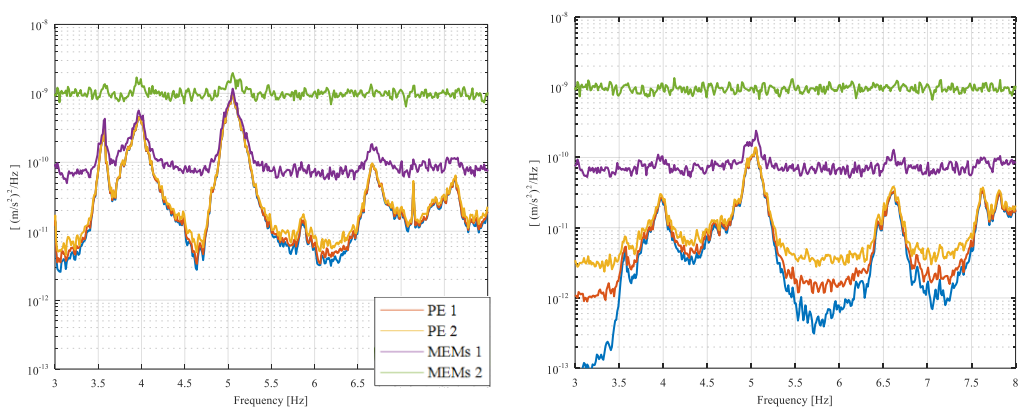 10⁻⁸
10⁻⁹
10⁻¹⁰
10⁻¹¹
10⁻¹²
10⁻¹³
[ (m/s²)² /Hz ]
3 3.5 4 4.5 5 5.5 6 6.5
Frequency [Hz]
PE 1
PE 2
MEMs 1
MEMs 2
10⁻⁸
10⁻⁹
10⁻¹⁰
10⁻¹¹
10⁻¹²
10⁻¹³
[ (m/s²)² /Hz ]
3 3.5 4 4.5 5 5.5 6 6.5 7 7.5 8
Frequency [Hz]